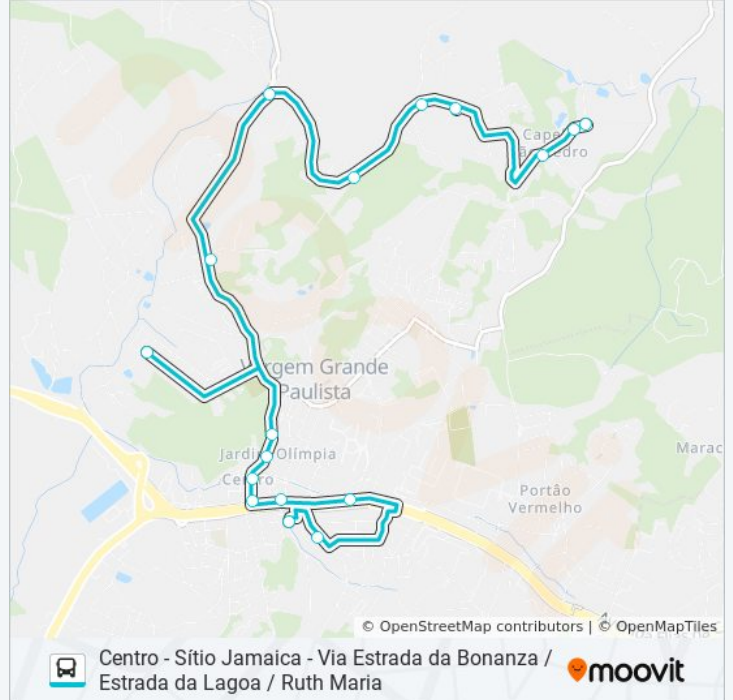 Cape
São Pedro
Vargem Grande
Paulista
Jardim Olímpia
Centro
Marac
Portão
Vermelho
© OpenStreetMap contributors | © OpenMapTiles
Centro - Sítio Jamaica - Via Estrada da Bonanza /
Estrada da Lagoa / Ruth Maria
moovit